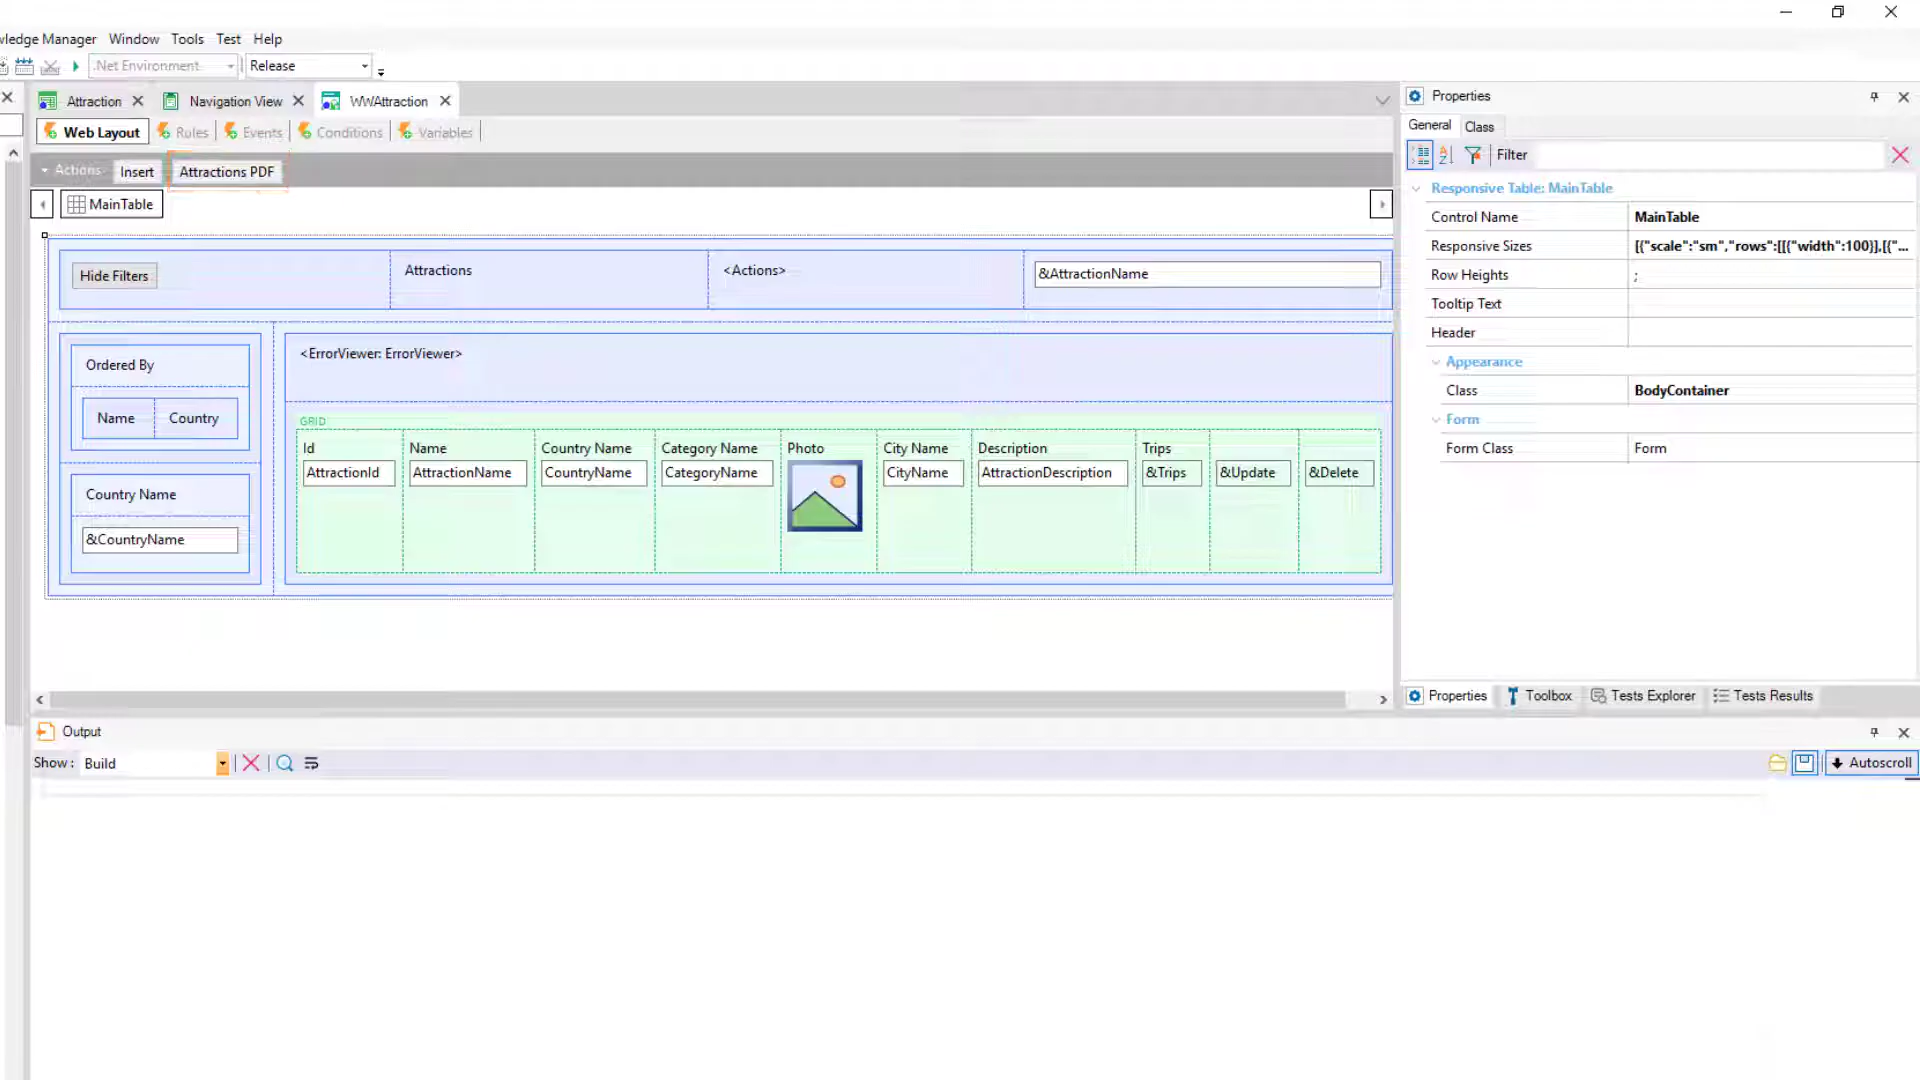 wledge Manager Window Tools Test Help
.Net Environment Release
Attraction Navigation View WWAttraction
Web Layout Rules Events Conditions Variables
Actions Insert Attractions PDF
MainTable
Hide Filters Attractions <Actions> &AttractionName
Ordered By
Name Country
Country Name
&CountryName
<ErrorViewer: ErrorViewer>
GRID
Id Name Country Name Category Name Photo City Name Description Trips
AttractionId AttractionName CountryName CategoryName CityName AttractionDescription &Trips &Update &Delete
Properties
General Class
Filter
Responsive Table: MainTable
Control Name MainTable
Responsive Sizes [{"scale":"sm","rows":[[{"width":100}],[{"...
Row Heights ;
Tooltip Text
Header
Appearance
Class BodyContainer
Form
Form Class Form
Properties Toolbox Tests Explorer Tests Results
Output
Show: Build Autoscroll